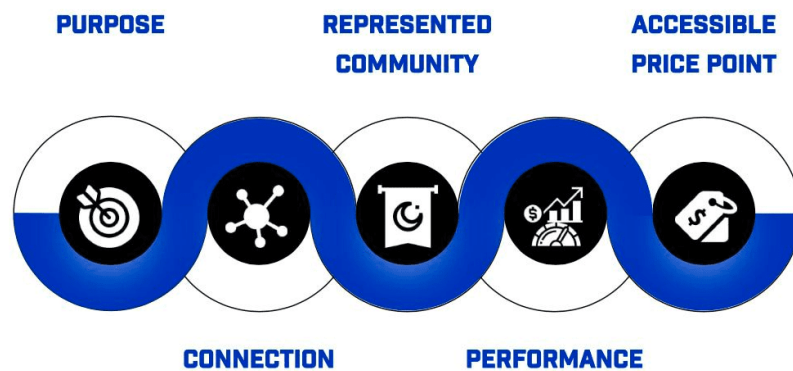 PURPOSE
REPRESENTED
COMMUNITY
ACCESSIBLE
PRICE POINT
$
$
CONNECTION
PERFORMANCE